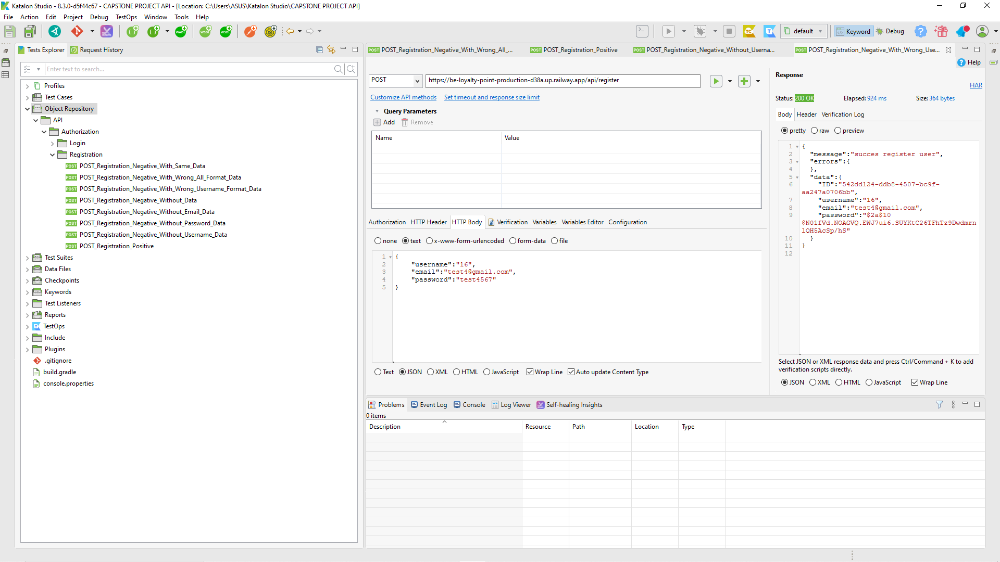 Katalon Studio - 8.3.0-d5f44c67 - CAPSTONE PROJECT API - [Location: C:\Users\ASUS\Katalon Studio\CAPSTONE PROJECT API]
File Action Edit Project Debug TestOps Window Tools Help
default Keyword Debug
Tests Explorer Request History
Enter text to search...
Profiles
Test Cases
Object Repository
API
Authorization
Login
Registration
POST POST_Registration_Negative_With_Same_Data
POST POST_Registration_Negative_With_Wrong_All_Format_Data
POST POST_Registration_Negative_With_Wrong_Username_Format_Data
POST POST_Registration_Negative_Without_Data
POST POST_Registration_Negative_Without_Email_Data
POST POST_Registration_Negative_Without_Password_Data
POST POST_Registration_Negative_Without_Username_Data
POST POST_Registration_Positive
Test Suites
Data Files
Checkpoints
Keywords
Test Listeners
Reports
TestOps
Include
Plugins
.gitignore
build.gradle
console.properties
POST POST_Registration_Negative_With_Wrong_All_... POST POST_Registration_Positive POST POST_Registration_Negative_Without_Userna... POST POST_Registration_Negative_With_Wrong_Use...
Help
POST https://be-loyalty-point-production-d38a.up.railway.app/api/register
Customize API methods Set timeout and response size limit
Query Parameters
Add Remove
Name Value
Authorization HTTP Header HTTP Body Verification Variables Variables Editor Configuration
none text x-www-form-urlencoded form-data file
1 {
2 "username":"16",
3 "email":"test4@gmail.com",
4 "password":"test4567"
5 }
Text JSON XML HTML JavaScript Wrap Line Auto update Content Type
Response
HAR
Status: 200 OK Elapsed: 924 ms Size: 364 bytes
Body Header Verification Log
pretty raw preview
1 {
2 "message":"succes register user",
3 "errors":{
4 },
5 "data":{
6 "ID":"542dd124-ddb8-4507-bc9f-
aa247a0706bb",
7 "username":"16",
8 "email":"test4@gmail.com",
9 "password":"$2a$10
$N01fVd.NOAGVQ.EWJ7ui6.SUYKtC26TFhTz9Dwdmrn
lQH5AcSp/hS"
10 }
11 }
12
Select JSON or XML response data and press Ctrl/Command + K to add
verification scripts directly.
JSON XML HTML JavaScript Wrap Line
Problems Event Log Console Log Viewer Self-healing Insights
0 items
Description Resource Path Location Type